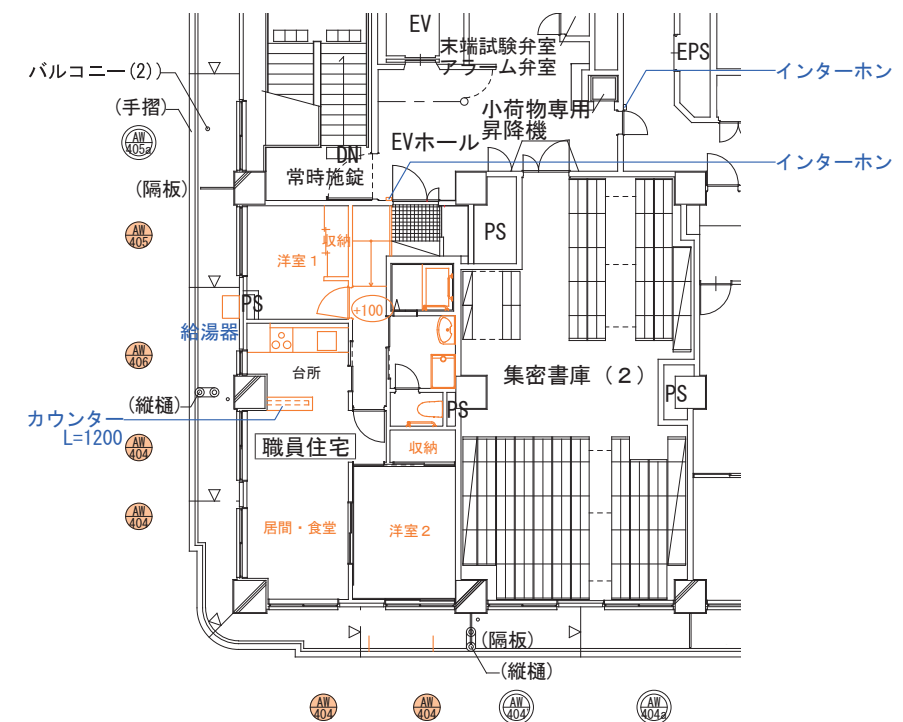 EV
末端試験弁室
アラーム弁室
EPS
バルコニー(2))
インターホン
(手摺)
小荷物専用
昇降機
AW
405a
EVホール
DN
常時施錠
インターホン
(隔板)
AW
405
収納
洋室1
PS
PS
+100
給湯器
AW
406
台所
集密書庫(2)
(縦樋)
PS
PS
カウンター
L=1200
AW
404
職員住宅
収納
AW
404
居間・食堂
洋室2
(隔板)
(縦樋)
AW
404
AW
404
AW
404
AW
404a